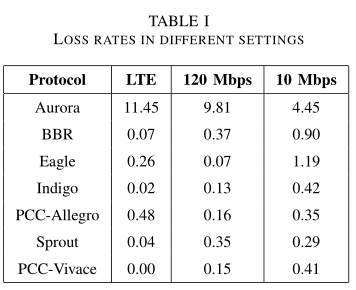 TABLE I
LOSS RATES IN DIFFERENT SETTINGS
Protocol LTE 120 Mbps 10 Mbps
Aurora 11.45 9.81 4.45
BBR 0.07 0.37 0.90
Eagle 0.26 0.07 1.19
Indigo 0.02 0.13 0.42
PCC-Allegro 0.48 0.16 0.35
Sprout 0.04 0.35 0.29
PCC-Vivace 0.00 0.15 0.41